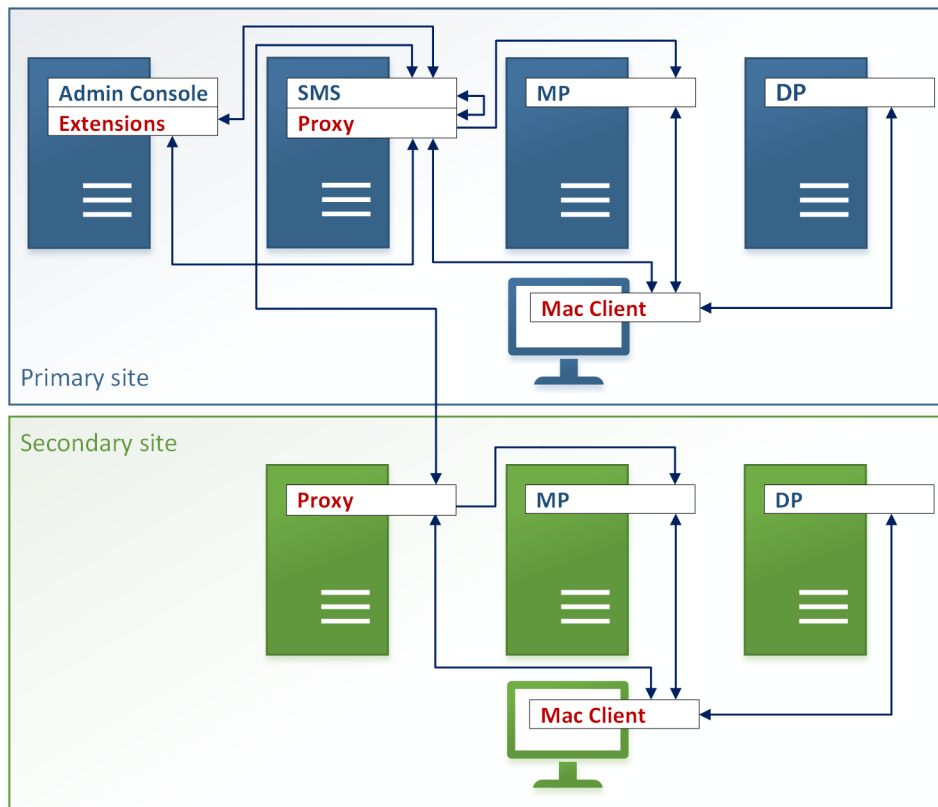 Admin Console
Extensions
SMS
Proxy
MP
DP
Mac Client
Primary site
Secondary site
Proxy
MP
DP
Mac Client